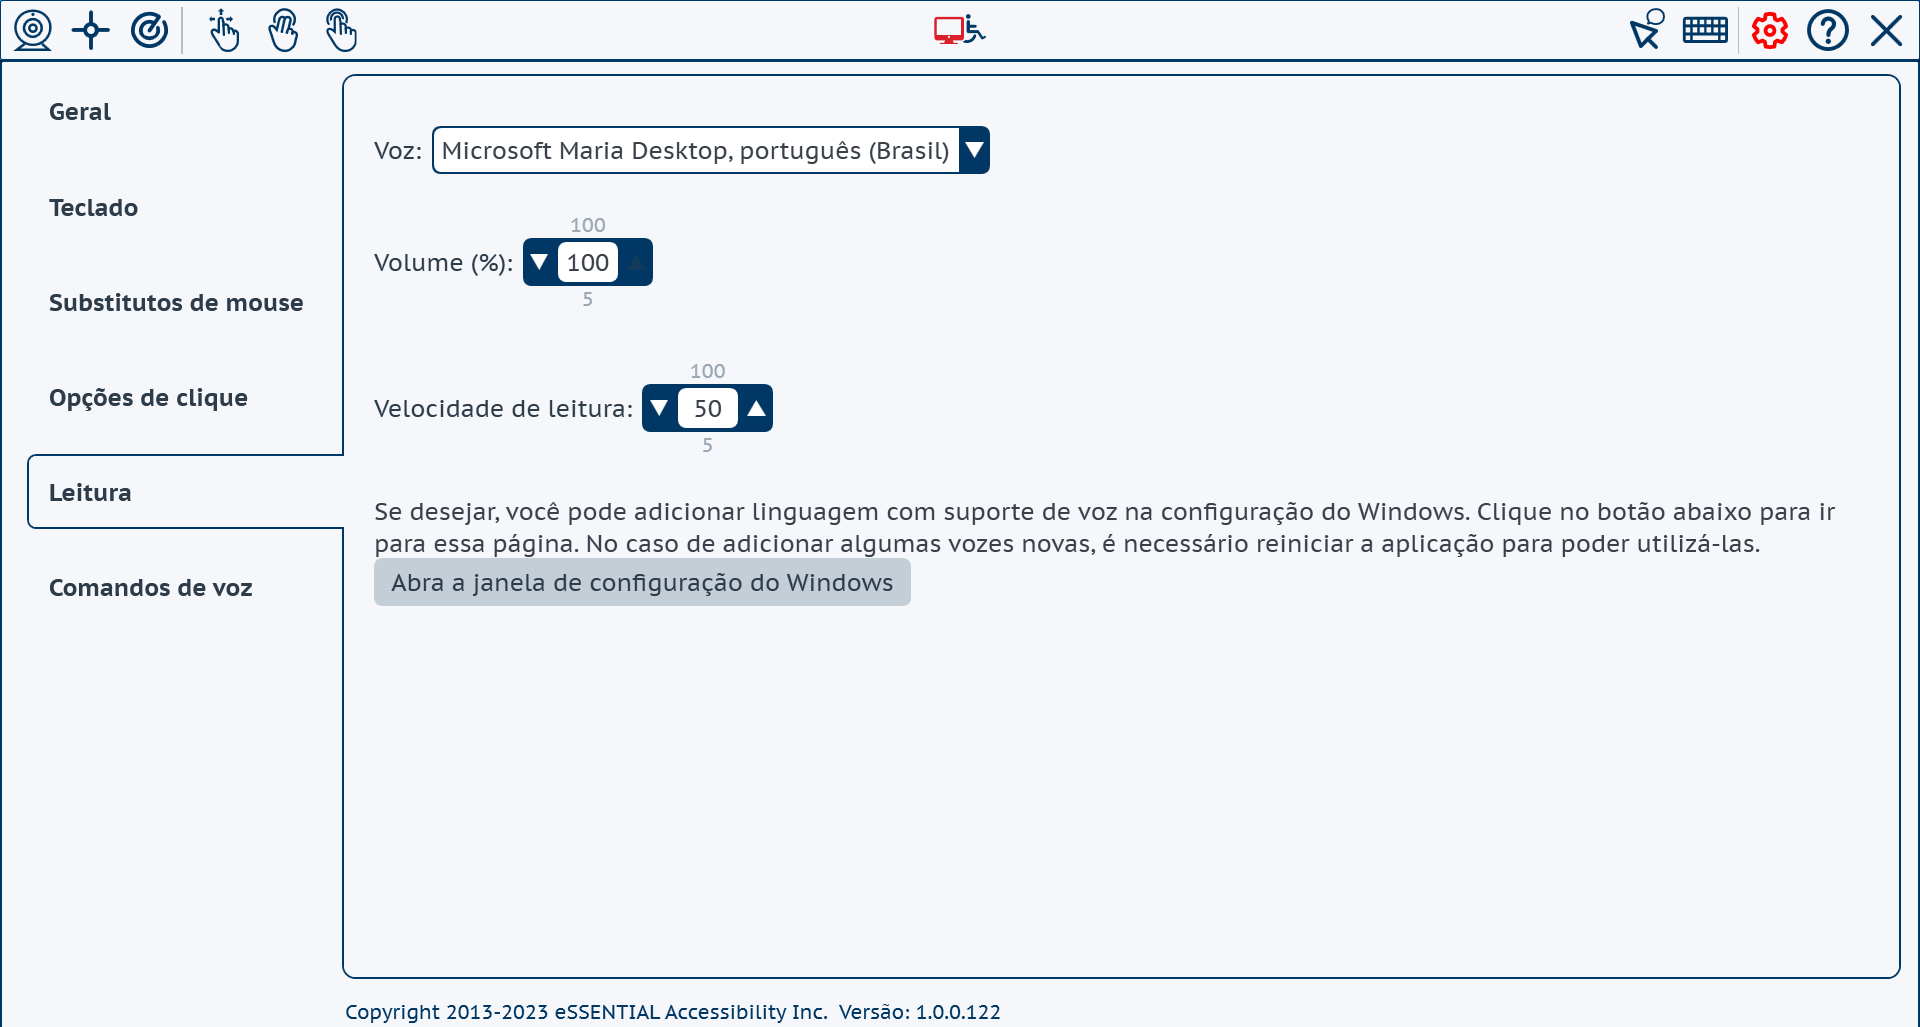 Geral
Teclado
Substitutos de mouse
Opções de clique
Leitura
Comandos de voz
Voz: Microsoft Maria Desktop, português (Brasil)
100
Volume (%): 100
5
100
Velocidade de leitura: 50
5
Se desejar, você pode adicionar linguagem com suporte de voz na configuração do Windows. Clique no botão abaixo para ir
para essa página. No caso de adicionar algumas vozes novas, é necessário reiniciar a aplicação para poder utilizá-las.
Abra a janela de configuração do Windows
Copyright 2013-2023 eSSENTIAL Accessibility Inc. Versão: 1.0.0.122